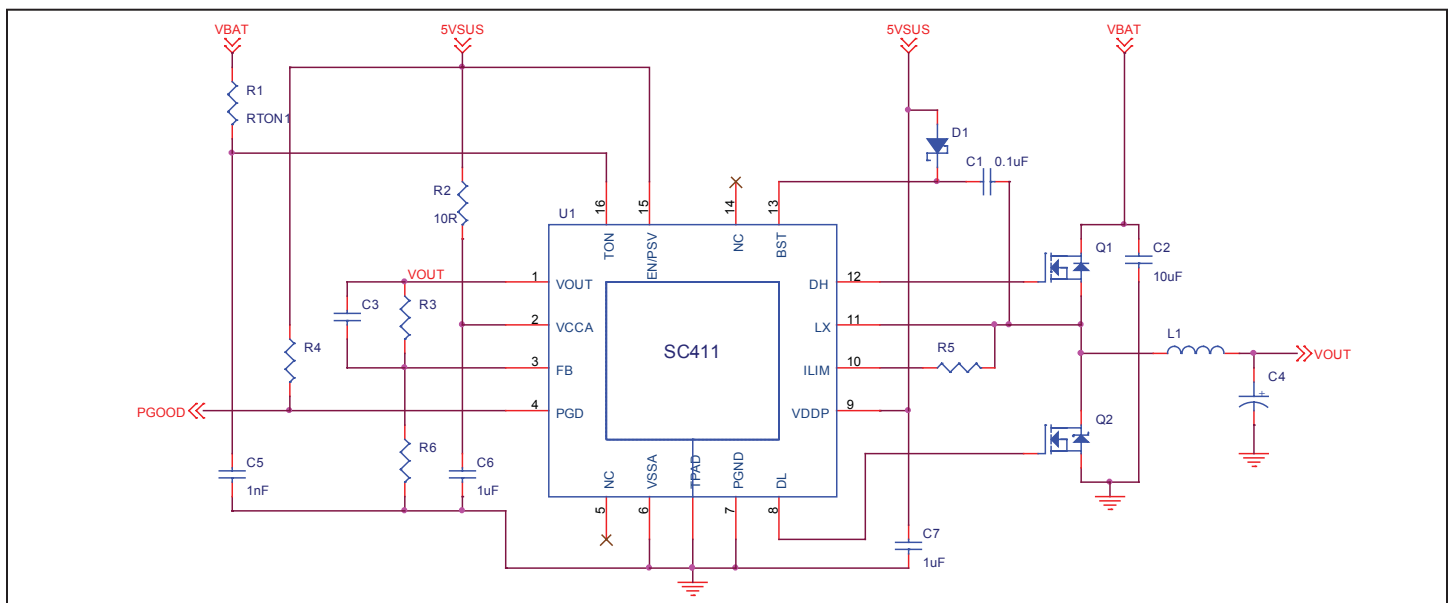 VBAT
5VSUS
5VSUS
VBAT
R1
RTON1
D1
C1 0.1uF
R2
10R
U1
16
15
14
13
TON
EN/PSV
NC
BST
VOUT
1
VOUT
DH
12
Q1
C2
10uF
C3
R3
2
VCCA
LX
11
SC411
R4
3
FB
ILIM
10
R5
L1
VOUT
C4
+
PGOOD
4
PGD
VDDP
9
Q2
R6
C5
1nF
C6
1uF
NC
VSSA
TPAD
PGND
DL
5
6
7
8
C7
1uF